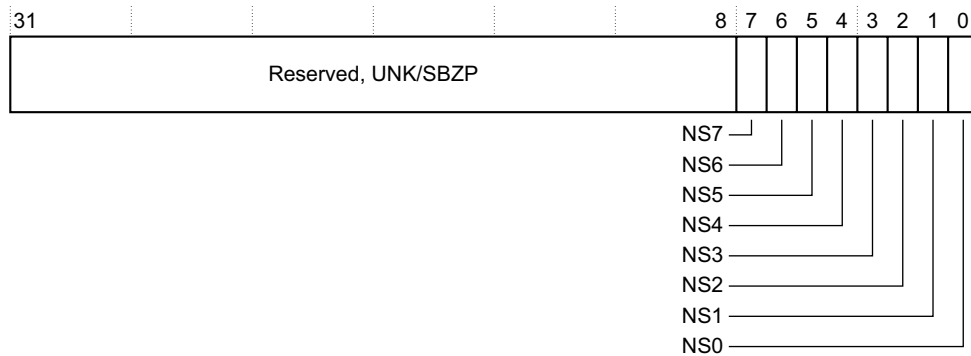 31 8 7 6 5 4 3 2 1 0
Reserved, UNK/SBZP
NS7
NS6
NS5
NS4
NS3
NS2
NS1
NS0